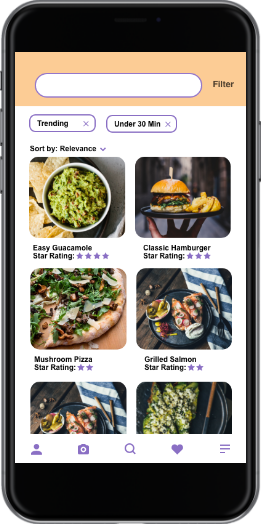 Filter
Trending
Under 30 Min
Sort by: Relevance
Easy Guacamole
Star Rating:
Classic Hamburger
Star Rating:
Mushroom Pizza
Star Rating:
Grilled Salmon
Star Rating: